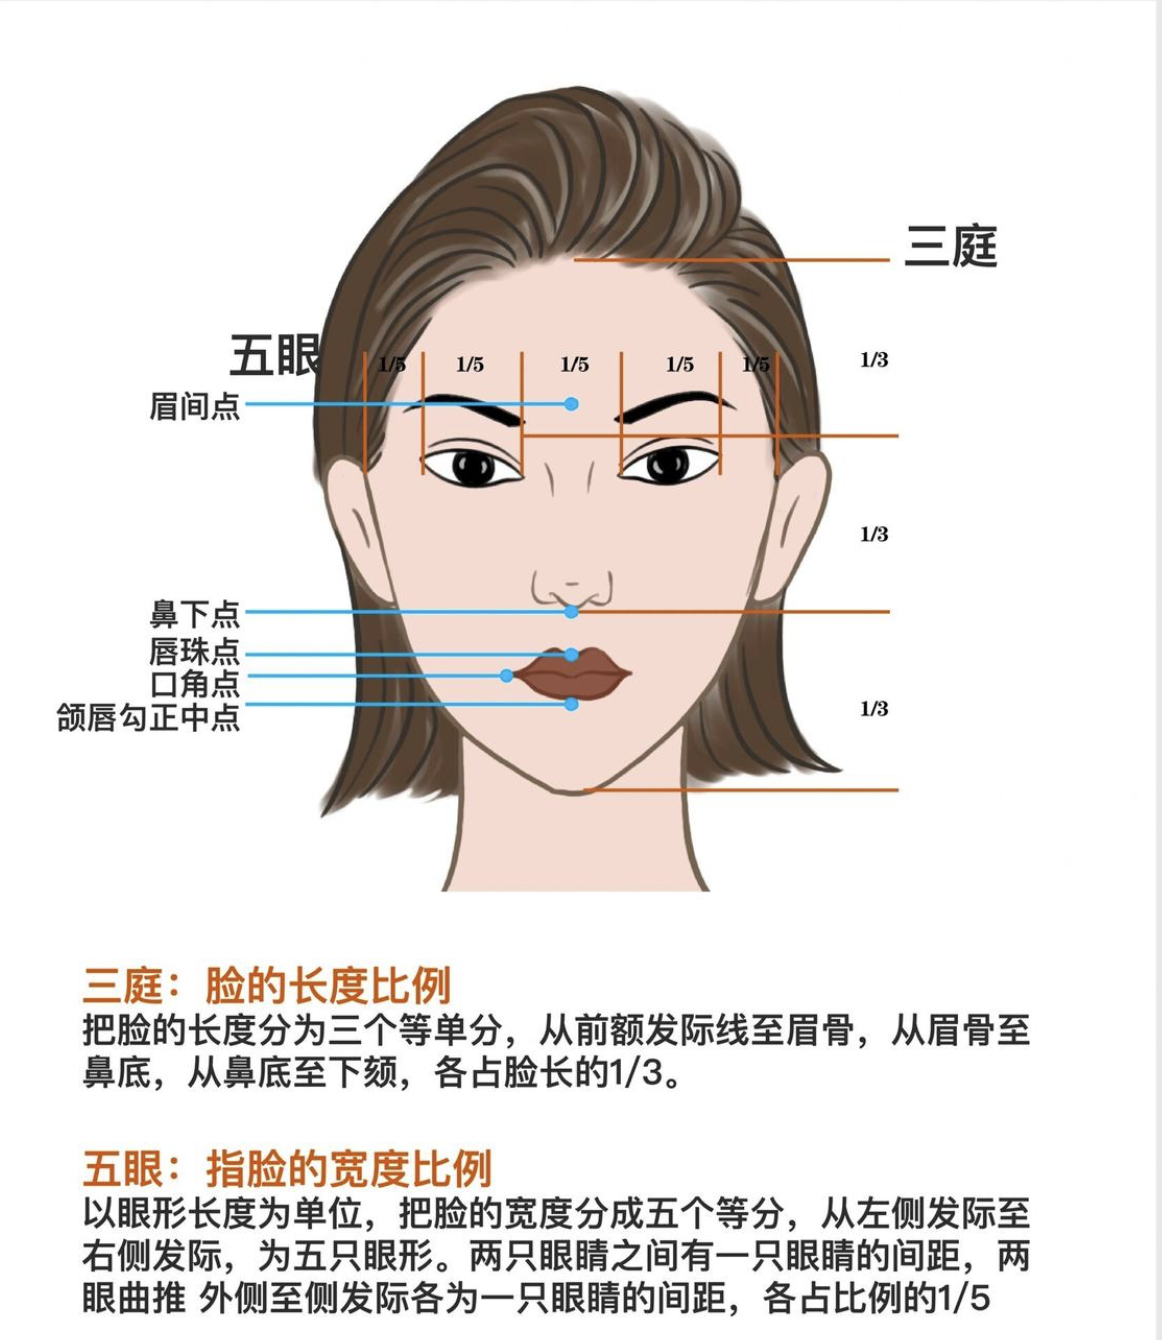 三庭
五眼
1/5 1/5 1/5 1/5 1/5
1/3
眉间点
1/3
鼻下点
唇珠点
口角点
颌唇勾正中点
1/3
三庭：脸的长度比例
把脸的长度分为三个等单分，从前额发际线至眉骨，从眉骨至
鼻底，从鼻底至下颏，各占脸长的1/3。
五眼：指脸的宽度比例
以眼形长度为单位，把脸的宽度分成五个等分，从左侧发际至
右侧发际，为五只眼形。两只眼睛之间有一只眼睛的间距，两
眼曲推 外侧至侧发际各为一只眼睛的间距，各占比例的1/5